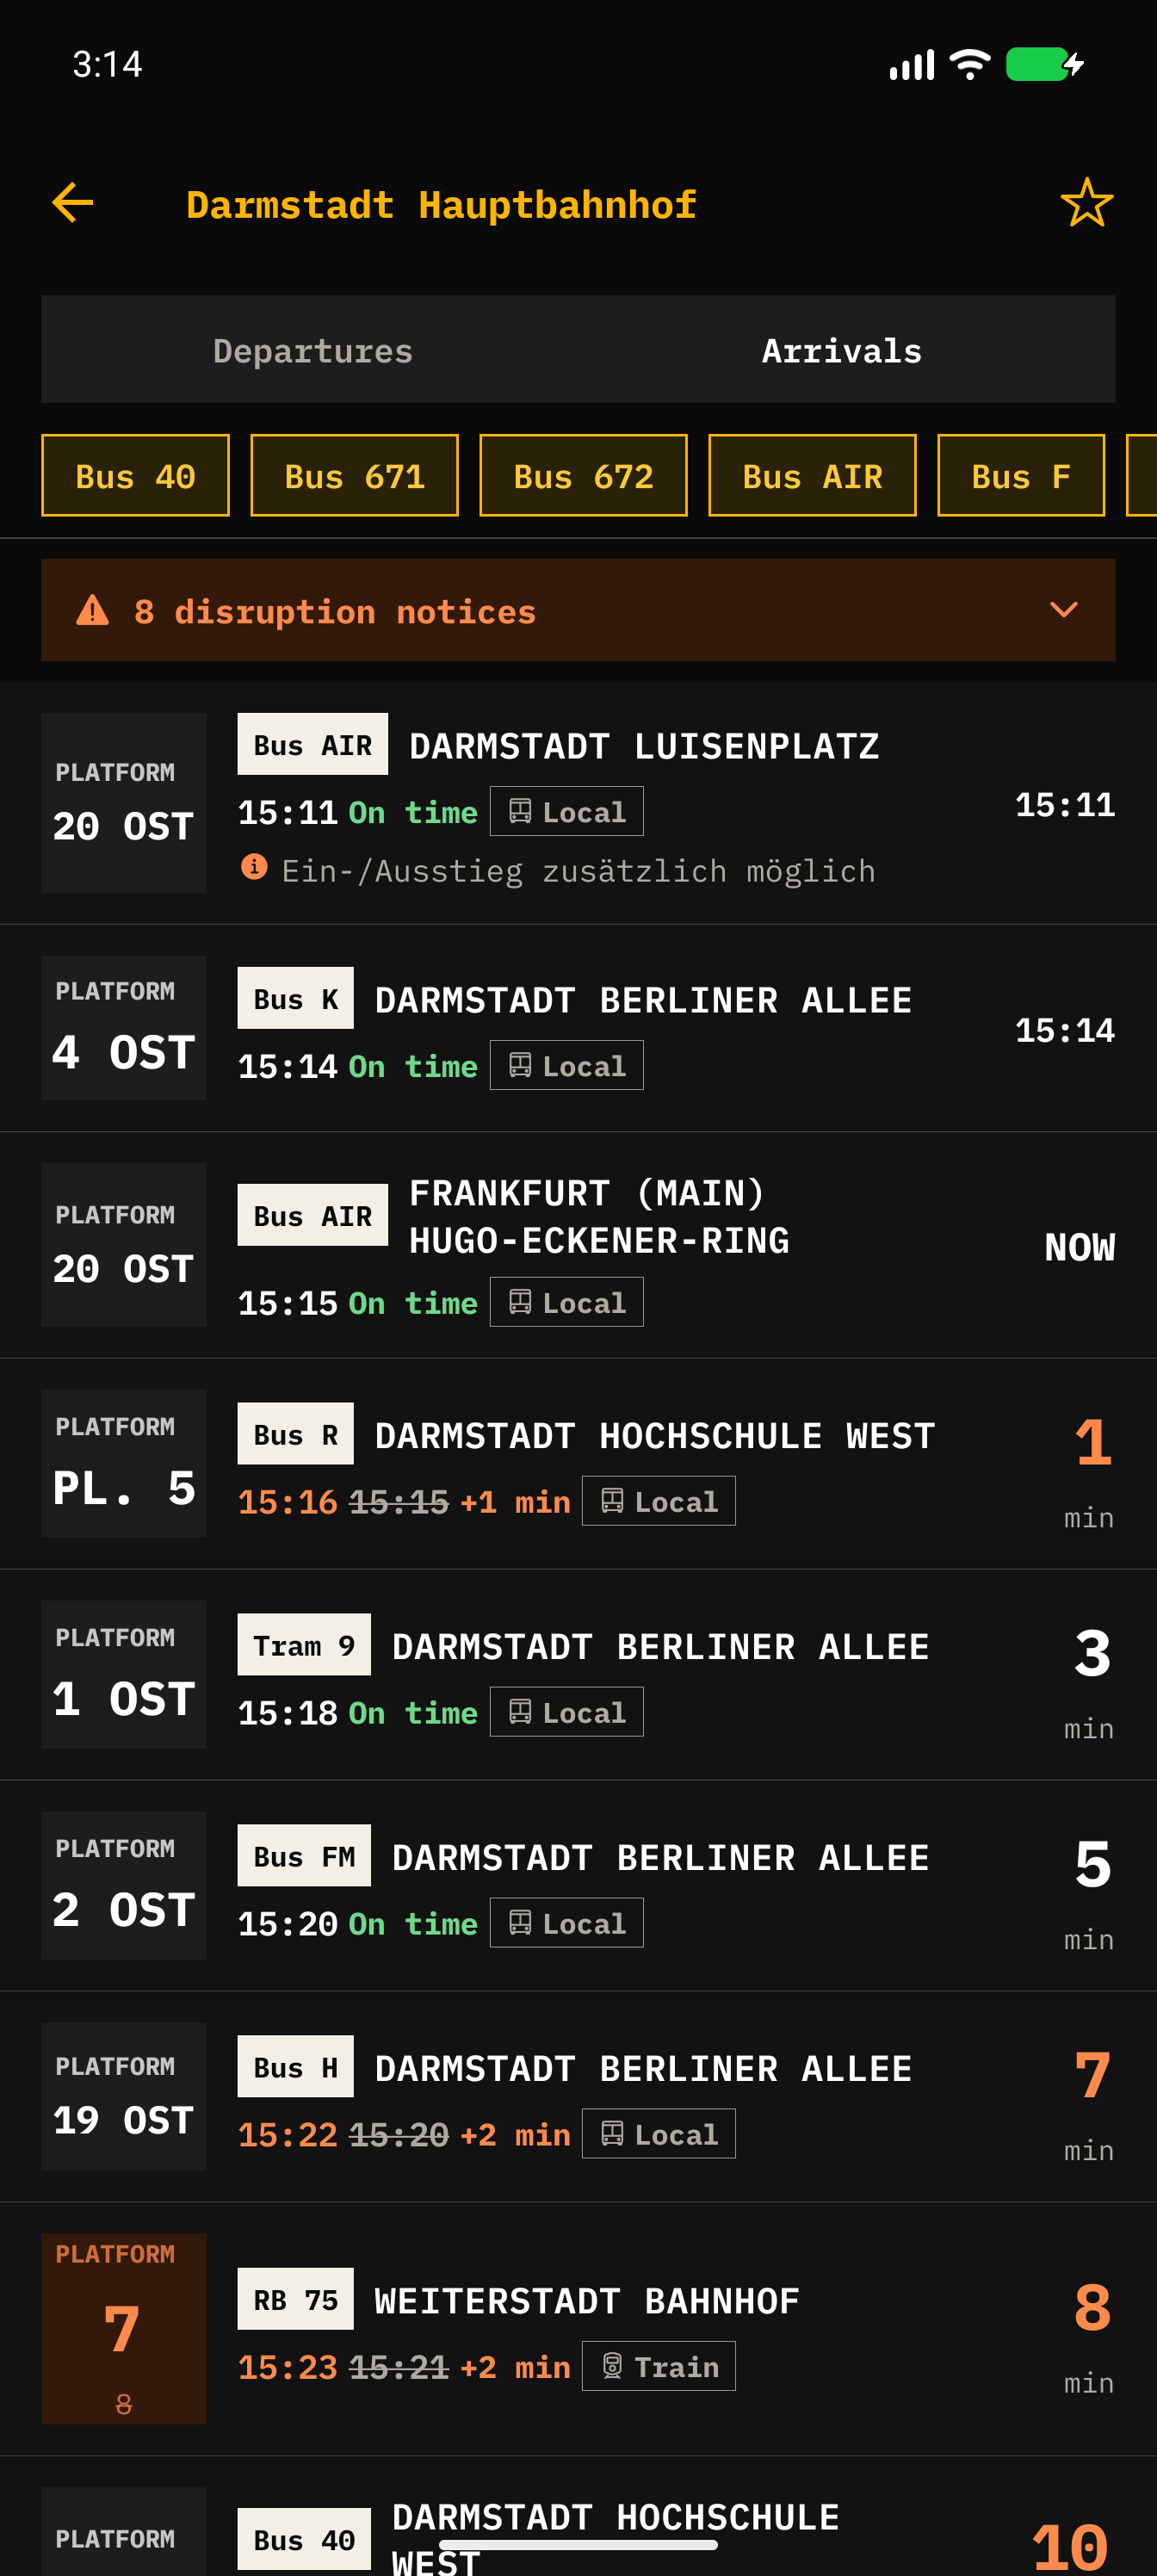 3:14
Darmstadt Hauptbahnhof
Departures Arrivals
Bus 40 Bus 671 Bus 672 Bus AIR Bus F
8 disruption notices
PLATFORM
20 OST
Bus AIR DARMSTADT LUISENPLATZ
15:11 On time Local
Ein-/Ausstieg zusätzlich möglich
15:11
PLATFORM
4 OST
Bus K DARMSTADT BERLINER ALLEE
15:14 On time Local
15:14
PLATFORM
20 OST
Bus AIR FRANKFURT (MAIN)
HUGO-ECKENER-RING
15:15 On time Local
NOW
PLATFORM
PL. 5
Bus R DARMSTADT HOCHSCHULE WEST
15:16 15:15 +1 min Local
1
min
PLATFORM
1 OST
Tram 9 DARMSTADT BERLINER ALLEE
15:18 On time Local
3
min
PLATFORM
2 OST
Bus FM DARMSTADT BERLINER ALLEE
15:20 On time Local
5
min
PLATFORM
19 OST
Bus H DARMSTADT BERLINER ALLEE
15:22 15:20 +2 min Local
7
min
PLATFORM
7
8
RB 75 WEITERSTADT BAHNHOF
15:23 15:21 +2 min Train
8
min
PLATFORM
Bus 40 DARMSTADT HOCHSCHULE
WEST
10